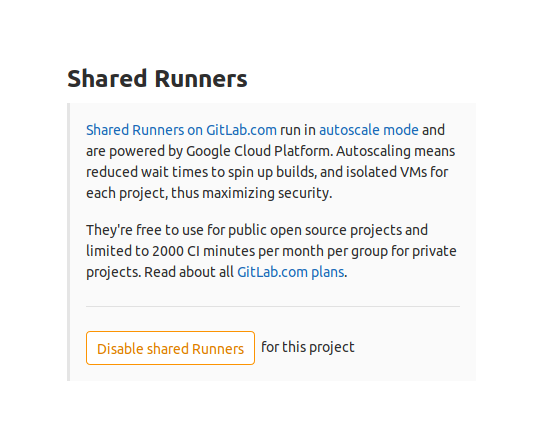 Shared Runners
Shared Runners on GitLab.com run in autoscale mode and
are powered by Google Cloud Platform. Autoscaling means
reduced wait times to spin up builds, and isolated VMs for
each project, thus maximizing security.
They're free to use for public open source projects and
limited to 2000 CI minutes per month per group for private
projects. Read about all GitLab.com plans.
Disable shared Runners for this project